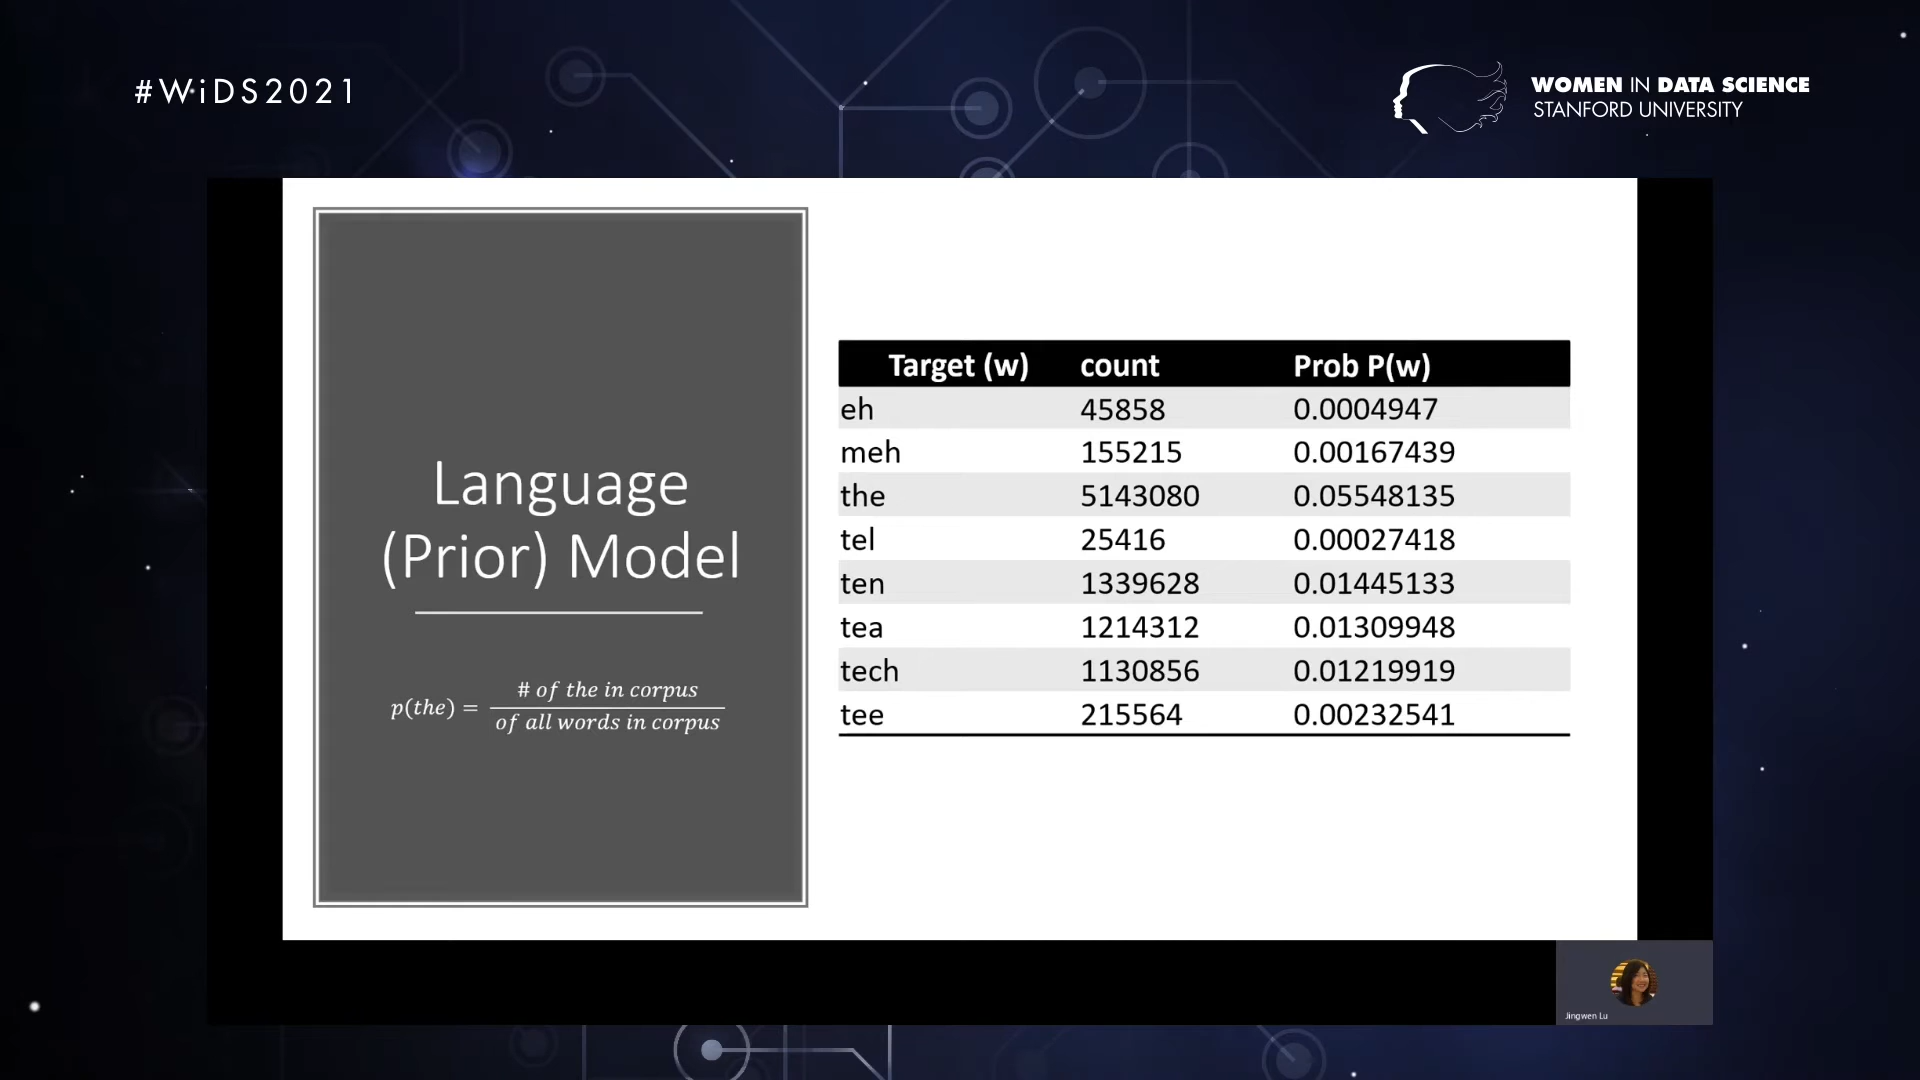 #WiDS2021
WOMEN IN DATA SCIENCE
STANFORD UNIVERSITY
Language
(Prior) Model
p(the) = # of the in corpus
of all words in corpus
Target (w) count Prob P(w)
eh 45858 0.0004947
meh 155215 0.00167439
the 5143080 0.05548135
tel 25416 0.00027418
ten 1339628 0.01445133
tea 1214312 0.01309948
tech 1130856 0.01219919
tee 215564 0.00232541
Jingwen Lu